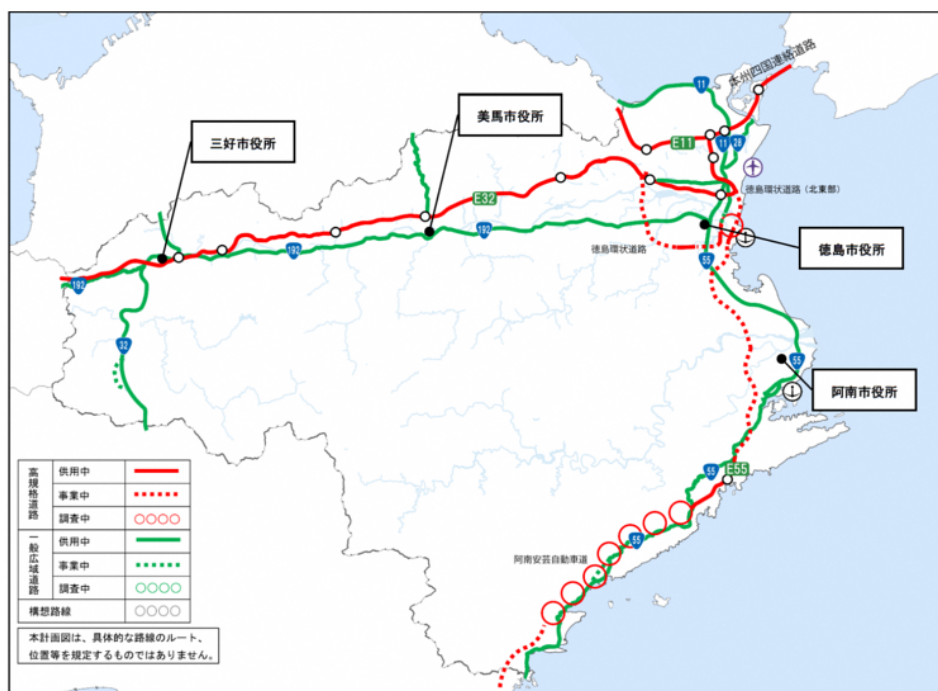 本州四国連絡道路
11
美馬市役所
三好市役所
E11
11
28
徳島環状道路(北東部)
E32
192
192
徳島環状道路
徳島市役所
55
192
32
55
阿南市役所
E55
55
55
阿南安芸自動車道
高規格道路
供用中
事業中
調査中
一般広域道路
供用中
事業中
調査中
構想路線
本計画図は、具体的な路線のルート、
位置等を規定するものではありません。